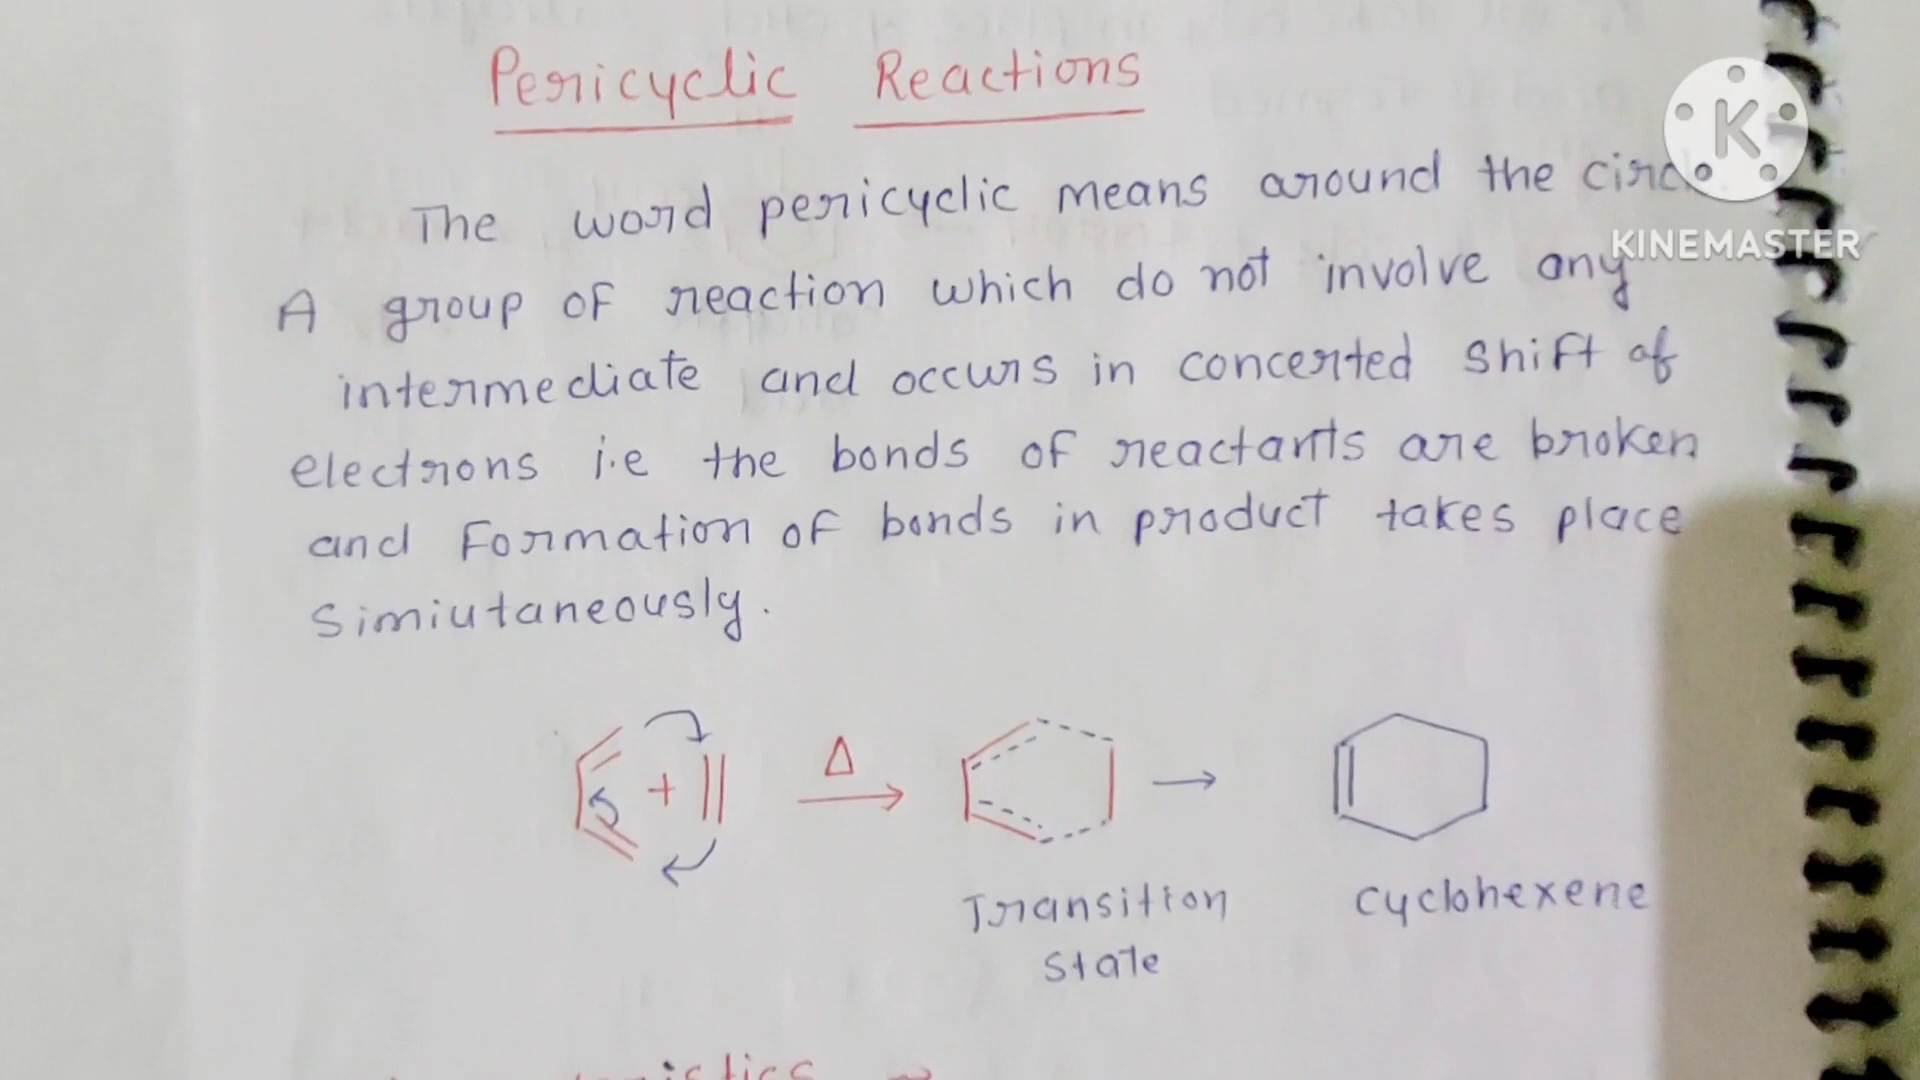 Pericyclic Reactions
The word pericyclic means around the circ
A group of reaction which do not involve any
intermediate and occurs in concerted shift of
electrons i.e the bonds of reactants are broken
and Formation of bonds in product takes place
Simiutaneously.
+ Δ
Transition
State
Cyclohexene
K
KINEMASTER